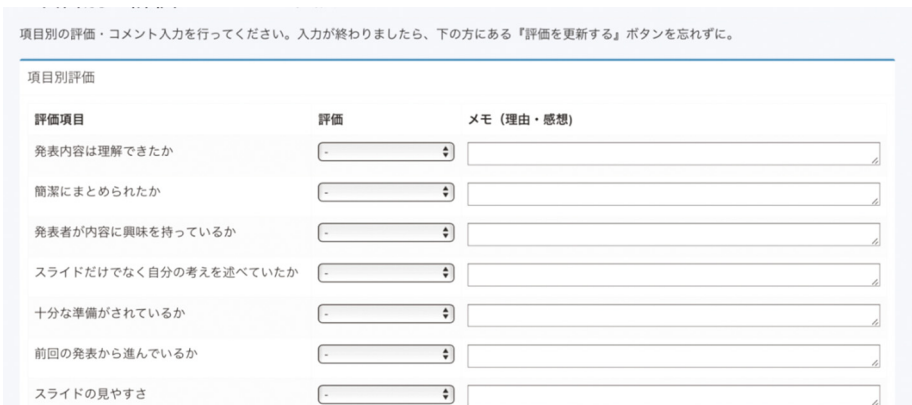 項目別の評価・コメント入力を行ってください。入力が終わりましたら、下の方にある『評価を更新する』ボタンを忘れずに。
項目別評価
評価項目 評価 メモ（理由・感想)
発表内容は理解できたか -
簡潔にまとめられたか -
発表者が内容に興味を持っているか -
スライドだけでなく自分の考えを述べていたか -
十分な準備がされているか -
前回の発表から進んでいるか -
スライドの見やすさ -